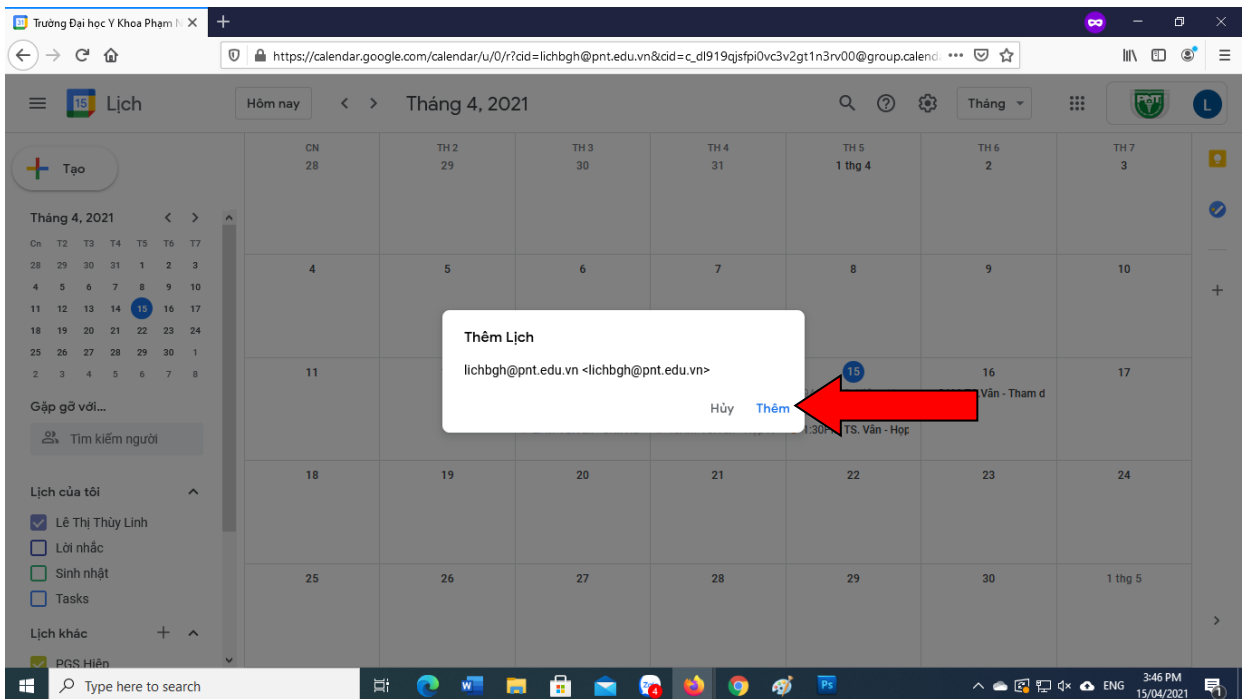 Trường Đại học Y Khoa Phạm N
https://calendar.google.com/calendar/u/0/r?cid=lichbgh@pnt.edu.vn&cid=c_dl919qjsfpi0vc3v2gt1n3rv00@group.calend
15 Lịch
Hôm nay
Tháng 4, 2021
Tháng
PNT
L
Tạo
CN TH 2 TH 3 TH 4 TH 5 TH 6 TH 7
28 29 30 31 1 thg 4 2 3
Tháng 4, 2021
Cn T2 T3 T4 T5 T6 T7
28 29 30 31 1 2 3
4 5 6 7 8 9 10
11 12 13 14 15 16 17
18 19 20 21 22 23 24
25 26 27 28 29 30 1
2 3 4 5 6 7 8
Gặp gỡ với...
Tìm kiếm người
Lịch của tôi
Lê Thị Thùy Linh
Lời nhắc
Sinh nhật
Tasks
Lịch khác
PGS Hiệp
4 5 6 7 8 9 10
Thêm Lịch
lichbgh@pnt.edu.vn <lichbgh@pnt.edu.vn>
Hủy Thêm
11 15 16 17
Vân - Tham d
TS. Vân - Họp
18 19 20 21 22 23 24
25 26 27 28 29 30 1 thg 5
Type here to search
ENG
3:46 PM
15/04/2021